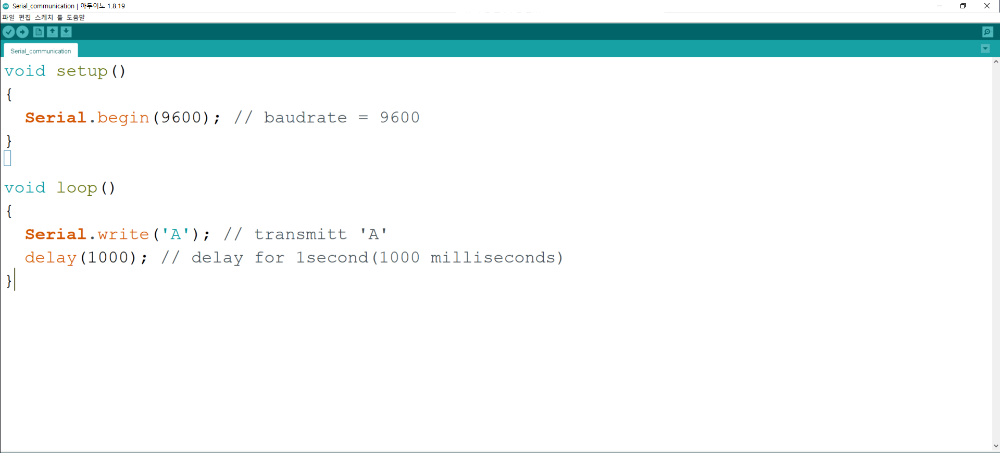 Serial_communication | 아두이노 1.8.19
파일 편집 스케치 툴 도움말
Serial_communication
void setup()
{
  Serial.begin(9600); // baudrate = 9600
}
void loop()
{
  Serial.write('A'); // transmitt 'A'
  delay(1000); // delay for 1second(1000 milliseconds)
}